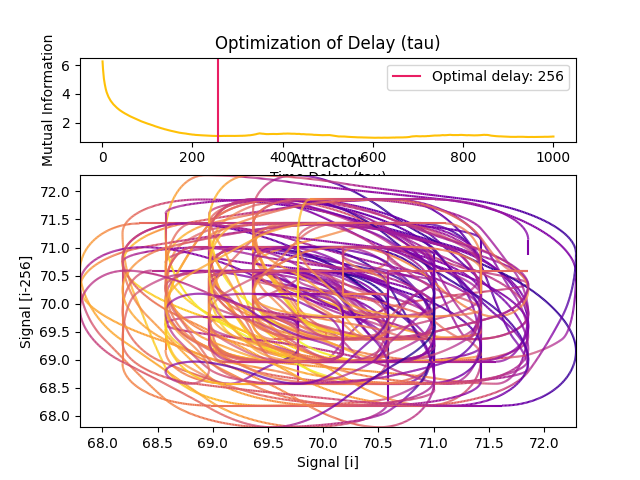 Optimization of Delay (tau)
Mutual Information
6
4
2
Optimal delay: 256
0 200 400 600 800 1000
Time Delay (tau)
Attractor
Signal [i-256]
72.0
71.5
71.0
70.5
70.0
69.5
69.0
68.5
68.0
68.0 68.5 69.0 69.5 70.0 70.5 71.0 71.5 72.0
Signal [i]